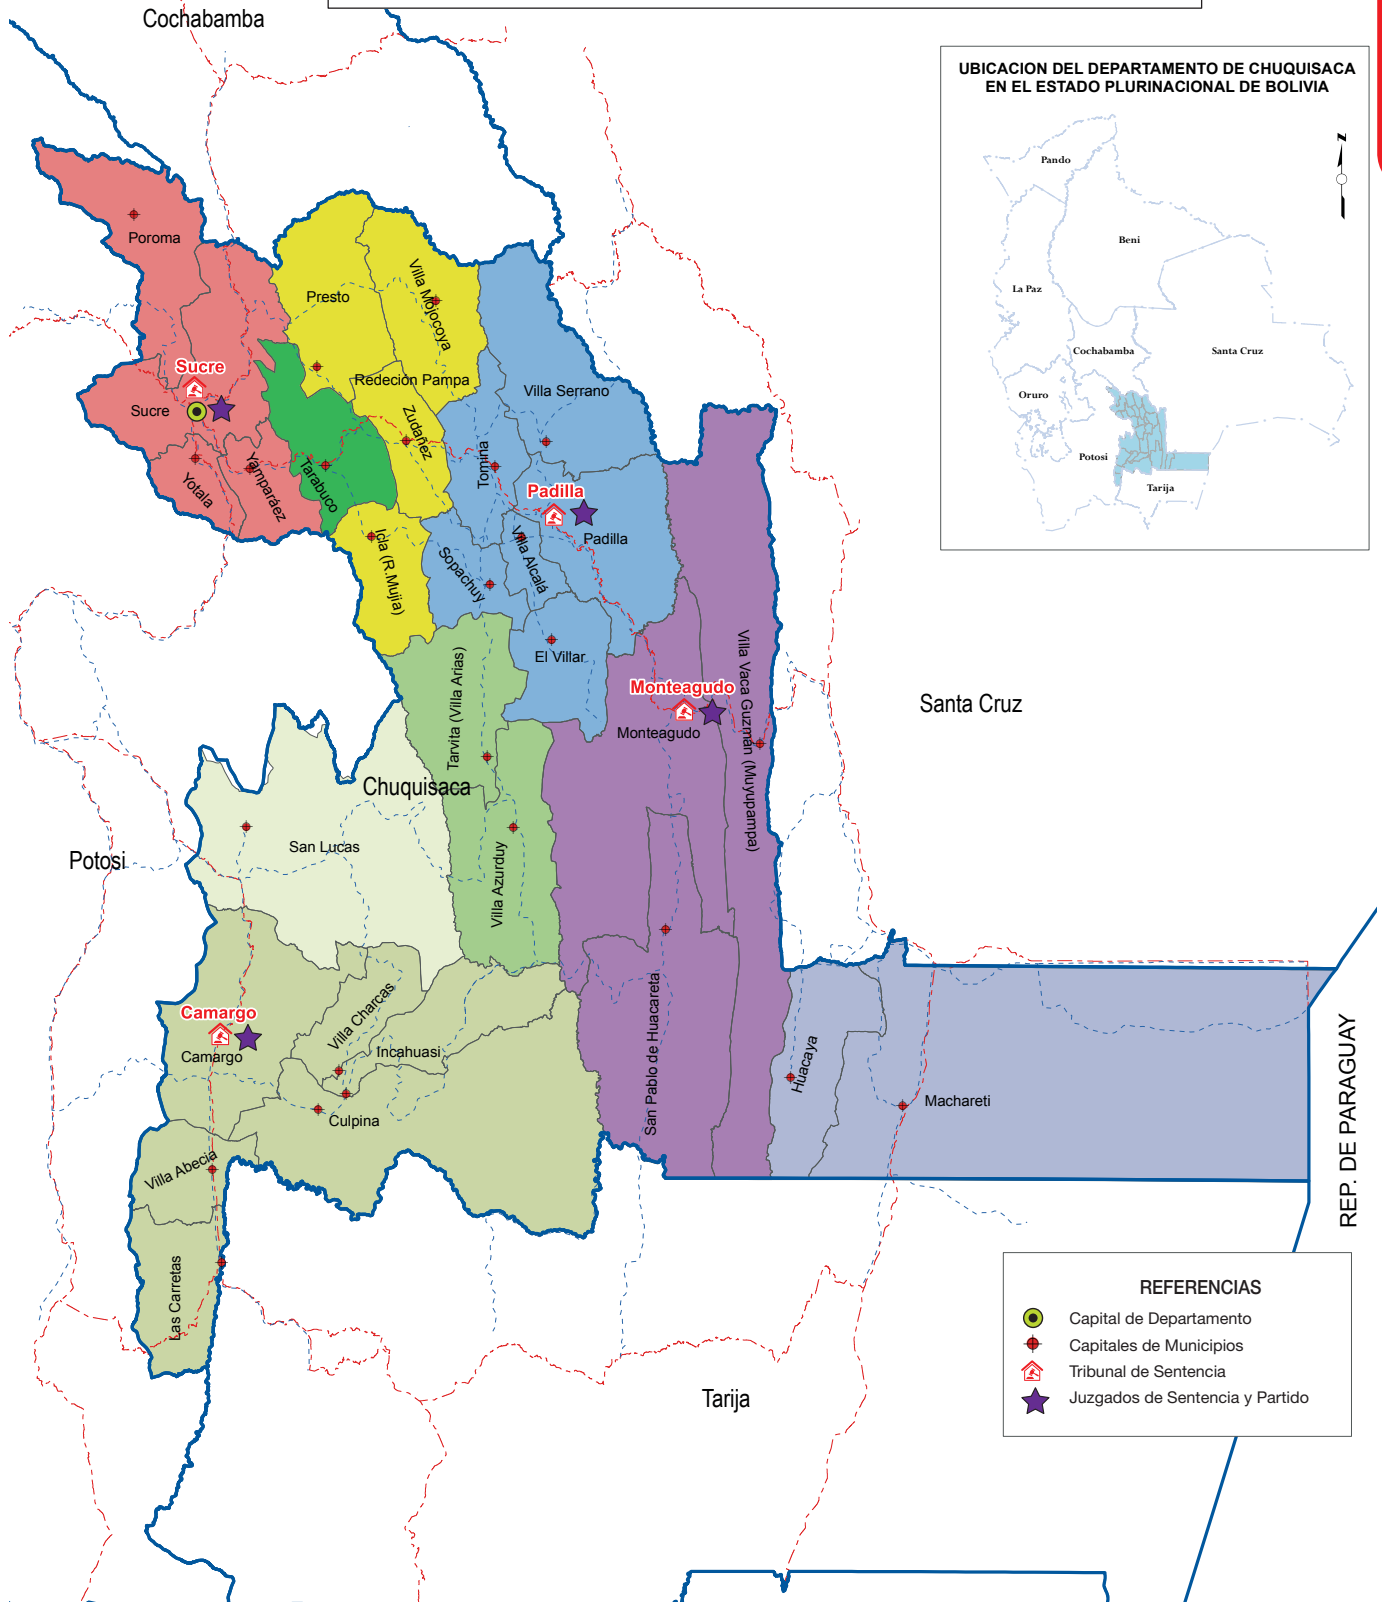 Cochabamba
UBICACION DEL DEPARTAMENTO DE CHUQUISACA
EN EL ESTADO PLURINACIONAL DE BOLIVIA
N
Pando
Beni
La Paz
Cochabamba
Santa Cruz
Oruro
Potosi
Tarija
Poroma
Presto
Villa Mojocoya
Sucre
Redeción Pampa
Villa Serrano
Sucre
Zudañez
Tomina
Yotala
Yamparáez
Tarabuco
Padilla
Padilla
Icla (R.Mujia)
Sopachuy
Villa Alcalá
El Villar
Tarvita (Villa Arias)
Monteagudo
Monteagudo
Villa Vaca Guzmán (Muyupampa)
Santa Cruz
Chuquisaca
San Lucas
Potosi
Villa Azurduy
Camargo
Camargo
Villa Charcas
Incahuasi
Culpina
San Pablo de Huacareta
Huacaya
Machareti
REP. DE PARAGUAY
Villa Abecia
Las Carretas
Tarija
REFERENCIAS
Capital de Departamento
Capitales de Municipios
Tribunal de Sentencia
Juzgados de Sentencia y Partido